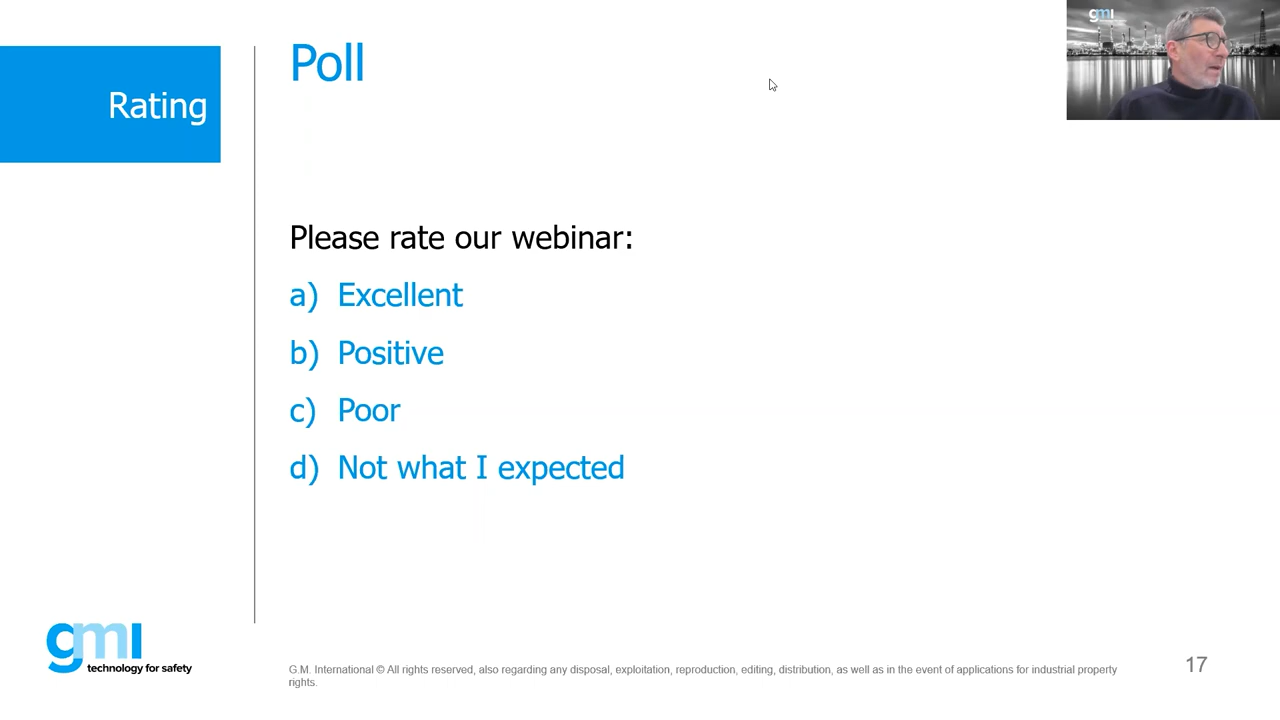 Poll
Rating
Please rate our webinar:
a) Excellent
b) Positive
c) Poor
d) Not what I expected
gmi
technology for safety
G.M. International © All rights reserved, also regarding any disposal, exploitation, reproduction, editing, distribution, as well as in the event of applications for industrial property
rights.
17
gmi